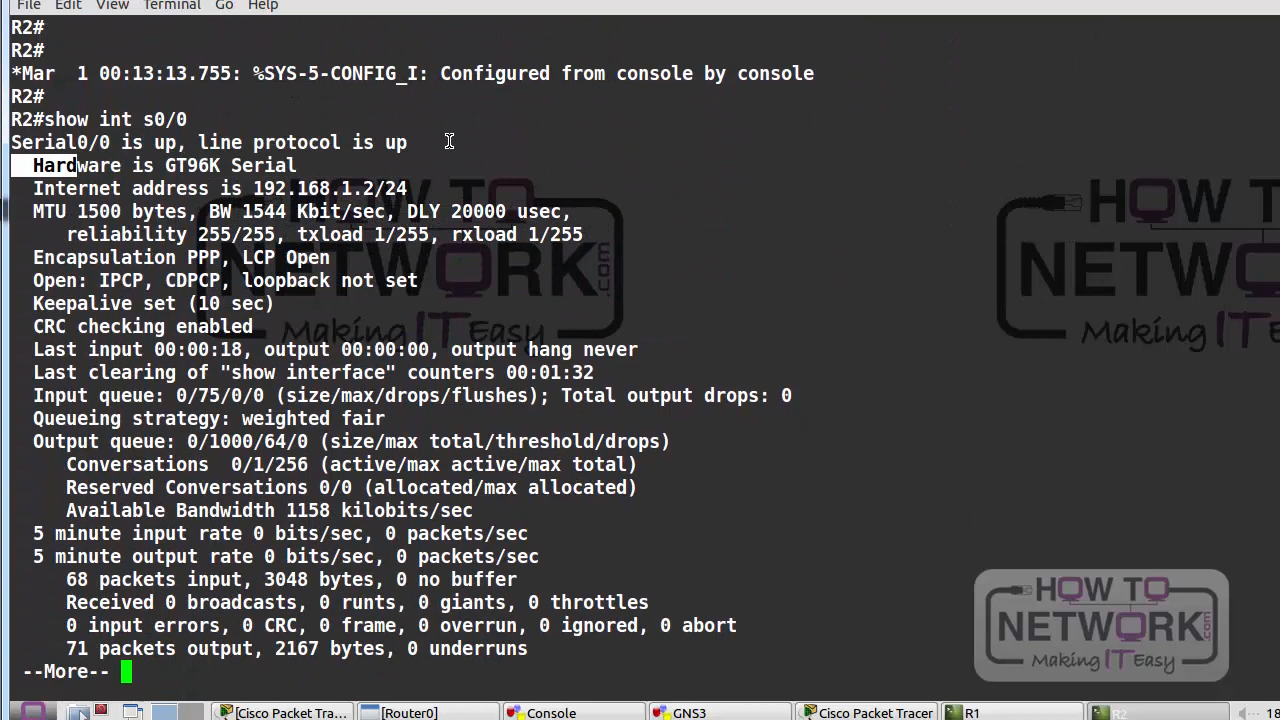 File Edit View Terminal Go Help
R2#
R2#
*Mar  1 00:13:13.755: %SYS-5-CONFIG_I: Configured from console by console
R2#
R2#show int s0/0
Serial0/0 is up, line protocol is up
  Hardware is GT96K Serial
  Internet address is 192.168.1.2/24
  MTU 1500 bytes, BW 1544 Kbit/sec, DLY 20000 usec,
     reliability 255/255, txload 1/255, rxload 1/255
  Encapsulation PPP, LCP Open
  Open: IPCP, CDPCP, loopback not set
  Keepalive set (10 sec)
  CRC checking enabled
  Last input 00:00:18, output 00:00:00, output hang never
  Last clearing of "show interface" counters 00:01:32
  Input queue: 0/75/0/0 (size/max/drops/flushes); Total output drops: 0
  Queueing strategy: weighted fair
  Output queue: 0/1000/64/0 (size/max total/threshold/drops)
     Conversations  0/1/256 (active/max active/max total)
     Reserved Conversations 0/0 (allocated/max allocated)
     Available Bandwidth 1158 kilobits/sec
  5 minute input rate 0 bits/sec, 0 packets/sec
  5 minute output rate 0 bits/sec, 0 packets/sec
     68 packets input, 3048 bytes, 0 no buffer
     Received 0 broadcasts, 0 runts, 0 giants, 0 throttles
     0 input errors, 0 CRC, 0 frame, 0 overrun, 0 ignored, 0 abort
     71 packets output, 2167 bytes, 0 underruns
 --More--
HOW TO
NETWORK.com
Making IT Easy
HOW TO
NETWO
Making IT Ea
HOW TO
NETWORK.com
Making IT Easy
[Cisco Packet Tra... [Router0] Console GNS3 Cisco Packet Tracer R1 R2 18